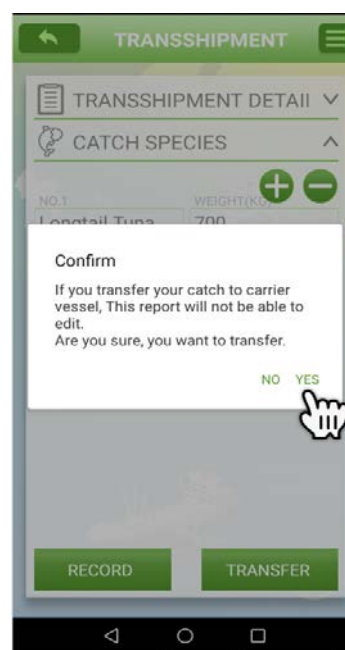 TRANSSHIPMENT
TRANSSHIPMENT DETAIL
CATCH SPECIES
NO.1 WEIGHT(KG)
Longtail Tuna 700
Confirm
If you transfer your catch to carrier
vessel, This report will not be able to
edit.
Are you sure, you want to transfer.
NO YES
RECORD TRANSFER